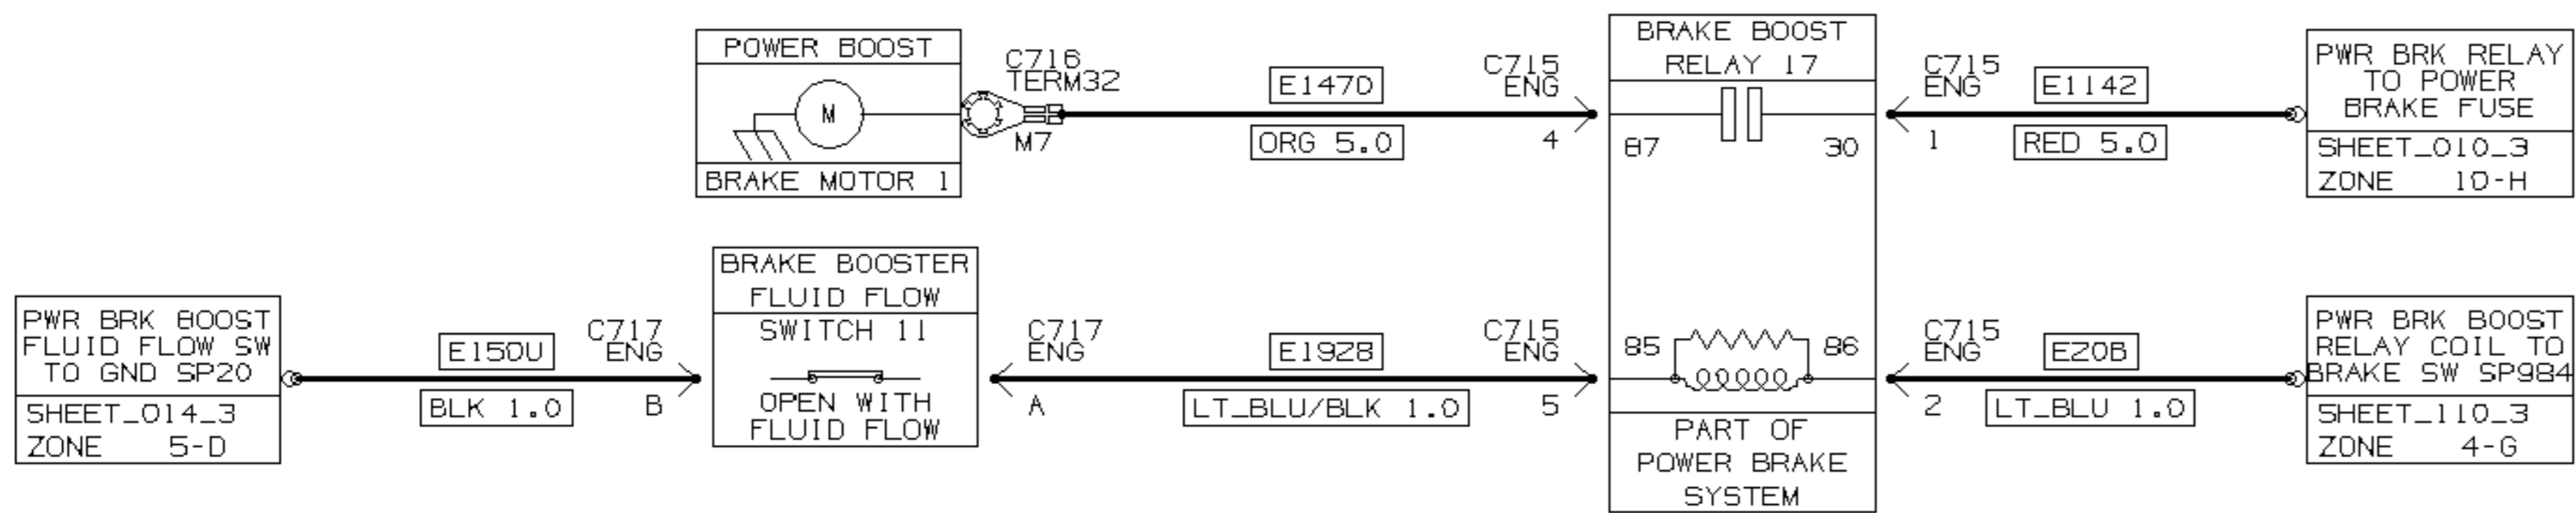 POWER BOOST
BRAKE MOTOR 1
M
C716
TERM32
M7
E147D
ORG 5.0
C715
ENG
4
BRAKE BOOST
RELAY 17
87
30
85
86
PART OF
POWER BRAKE
SYSTEM
C715
ENG
1
E1142
RED 5.0
PWR BRK RELAY
TO POWER
BRAKE FUSE
SHEET_010_3
ZONE 10-H
PWR BRK BOOST
FLUID FLOW SW
TO GND SP20
SHEET_014_3
ZONE 5-D
E150U
BLK 1.0
C717
ENG
B
BRAKE BOOSTER
FLUID FLOW
SWITCH 11
OPEN WITH
FLUID FLOW
C717
ENG
A
E19Z8
LT_BLU/BLK 1.0
C715
ENG
5
C715
ENG
2
EZ0B
LT_BLU 1.0
PWR BRK BOOST
RELAY COIL TO
BRAKE SW SP984
SHEET_110_3
ZONE 4-G